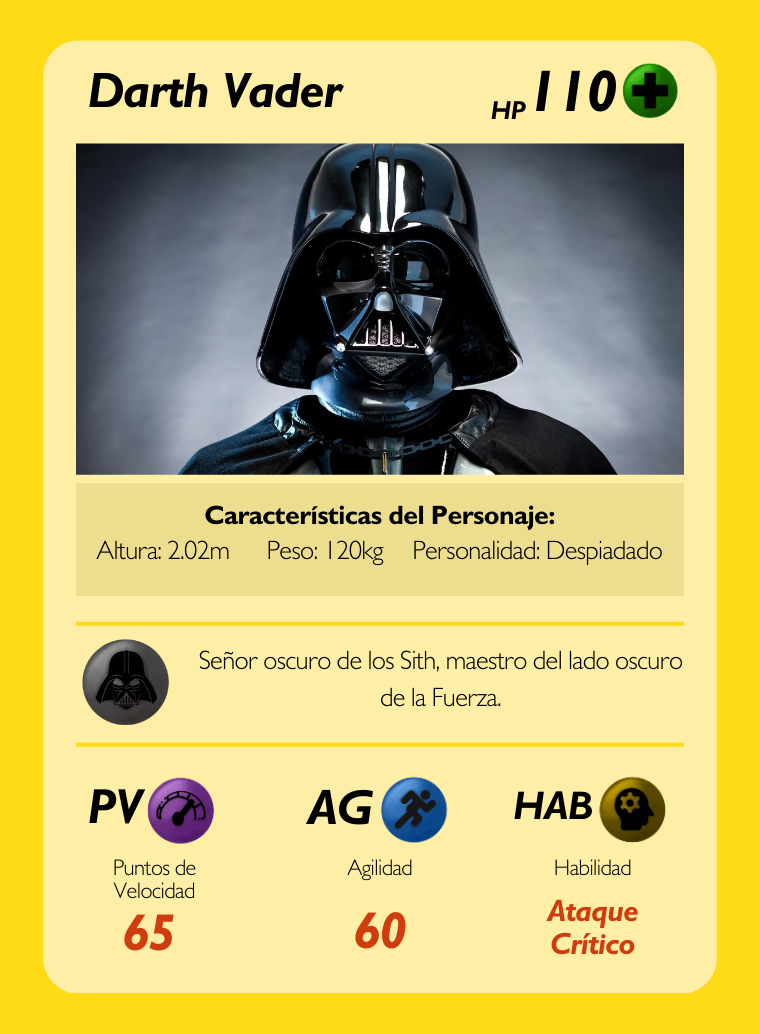 Darth Vader
HP 110
Características del Personaje:
Altura: 2.02m Peso: 120kg Personalidad: Despiadado
Señor oscuro de los Sith, maestro del lado oscuro
de la Fuerza.
PV AG HAB
Puntos de
Velocidad
Agilidad
Habilidad
65
60
Ataque
Crítico